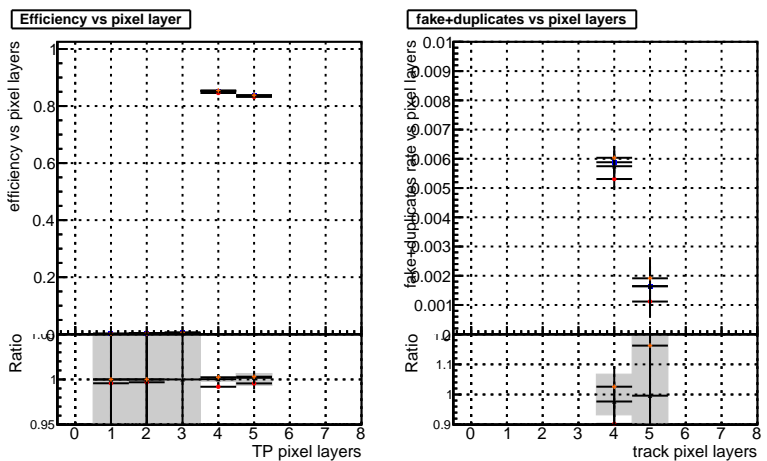 Efficiency vs pixel layer
efficiency vs pixel layers
1
0.8
0.6
0.4
0.2
0
Ratio
1
0.95
0 1 2 3 4 5 6 7 8
TP pixel layers
fake+duplicates vs pixel layers
fake+duplicates rate vs pixel layers
0.01
0.009
0.008
0.007
0.006
0.005
0.004
0.003
0.002
0.001
0
Ratio
1.1
1
0.9
0 1 2 3 4 5 6 7 8
track pixel layers